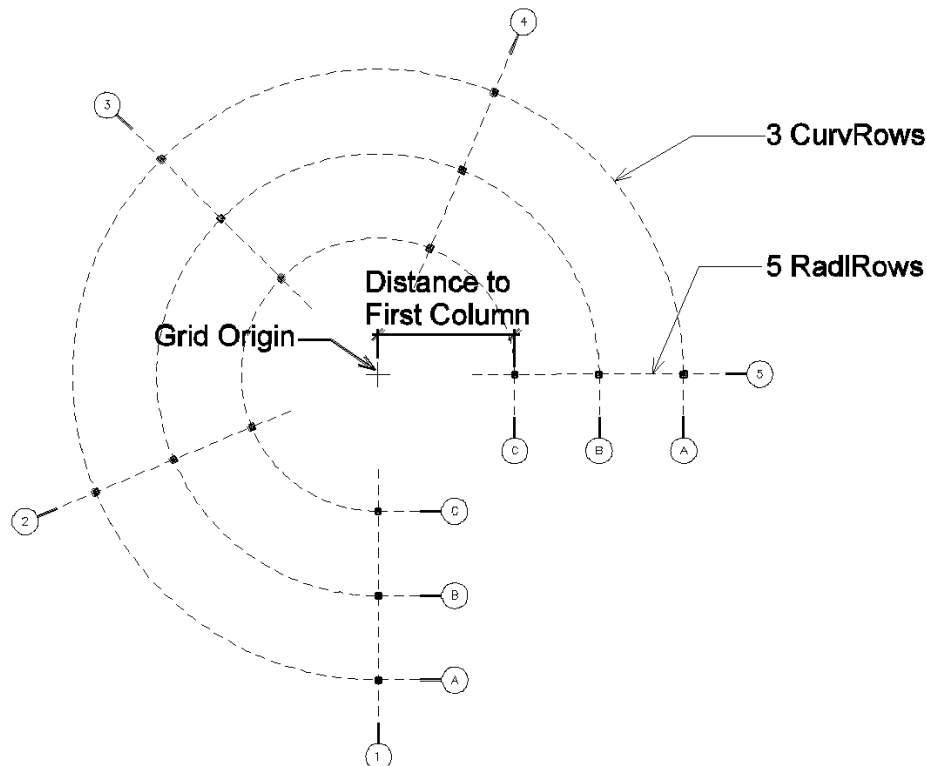 4
3
3 CurvRows
5 RadlRows
Distance to
First Column
Grid Origin
5
C
B
A
C
2
B
A
1